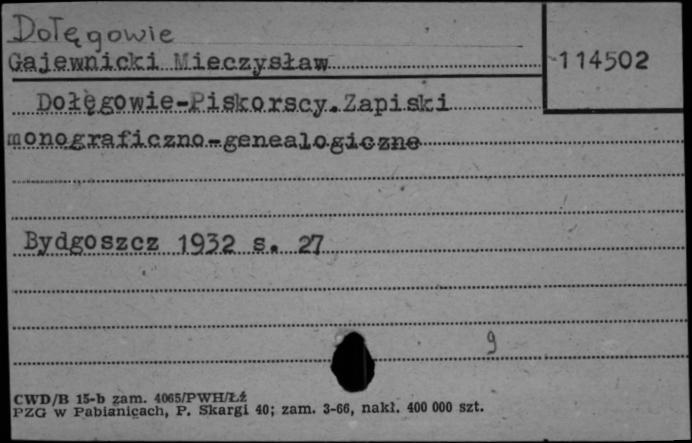 Dołęgowie
Gajewnicki Mieczysław
114502
Dołęgowie-Piskorscy.Zapiski
monograficzno-genealogiczne
Bydgoszcz 1932 s. 27
9
CWD/B 15-b zam. 4065/PWH/Łź
PZG w Pabianicach, P. Skargi 40; zam. 3-66, nakł. 400 000 szt.